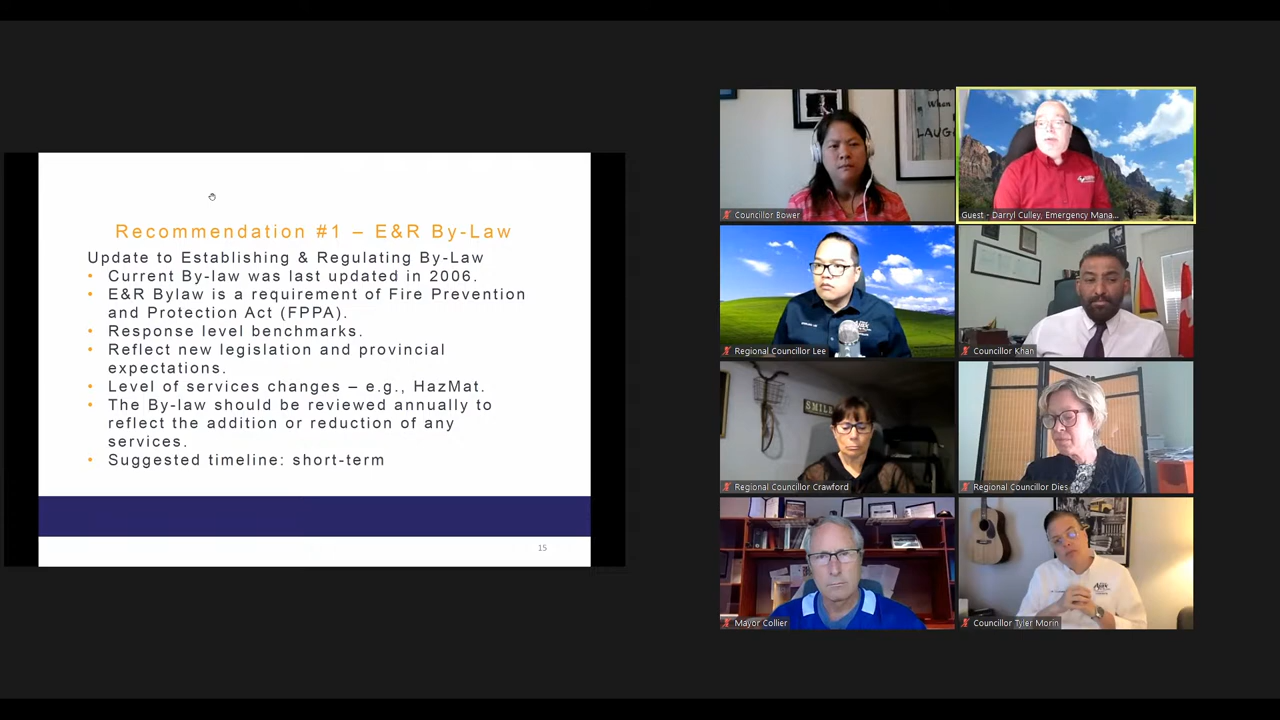 Recommendation #1 – E&R By-Law
Update to Establishing & Regulating By-Law
• Current By-law was last updated in 2006.
• E&R Bylaw is a requirement of Fire Prevention
and Protection Act (FPPA).
• Response level benchmarks.
• Reflect new legislation and provincial
expectations.
• Level of services changes – e.g., HazMat.
• The By-law should be reviewed annually to
reflect the addition or reduction of any
services.
• Suggested timeline: short-term
15
When
LAUGH
Councillor Bower
Guest - Darryl Culley, Emergency Mana...
Regional Councillor Lee
Councillor Khan
SMILE
Regional Councillor Crawford
Regional Councillor Dies
Mayor Collier
Ajax
Councillor Tyler Morin